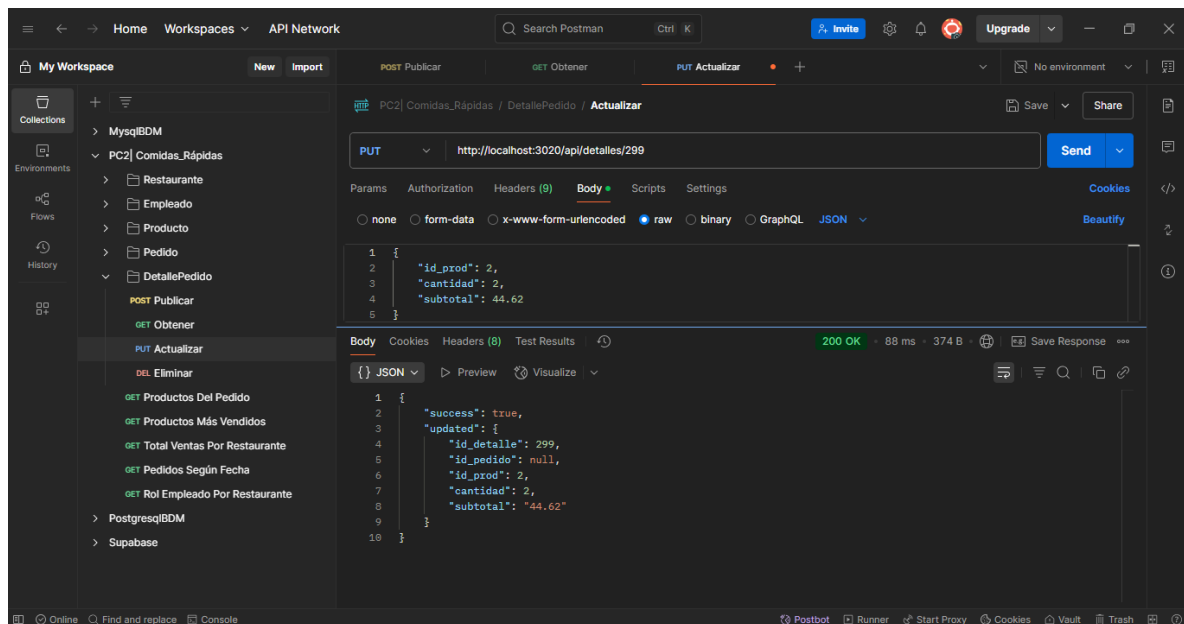 Home Workspaces API Network Search Postman Ctrl K Invite Upgrade
My Workspace New Import POST Publicar GET Obtener PUT Actualizar No environment
Collections
Environments
Flows
History
MysqlBDM
PC2| Comidas_Rápidas
Restaurante
Empleado
Producto
Pedido
DetallePedido
POST Publicar
GET Obtener
PUT Actualizar
DEL Eliminar
GET Productos Del Pedido
GET Productos Más Vendidos
GET Total Ventas Por Restaurante
GET Pedidos Según Fecha
GET Rol Empleado Por Restaurante
PostgresqlBDM
Supabase
HTTP PC2| Comidas_Rápidas / DetallePedido / Actualizar Save Share
PUT http://localhost:3020/api/detalles/299 Send
Params Authorization Headers (9) Body Scripts Settings Cookies
none form-data x-www-form-urlencoded raw binary GraphQL JSON Beautify
1 {
2 "id_prod": 2,
3 "cantidad": 2,
4 "subtotal": 44.62
5 }
Body Cookies Headers (8) Test Results 200 OK 88 ms 374 B Save Response
{} JSON Preview Visualize
1 {
2 "success": true,
3 "updated": {
4 "id_detalle": 299,
5 "id_pedido": null,
6 "id_prod": 2,
7 "cantidad": 2,
8 "subtotal": "44.62"
9 }
10 }
Online Find and replace Console Postbot Runner Start Proxy Cookies Vault Trash